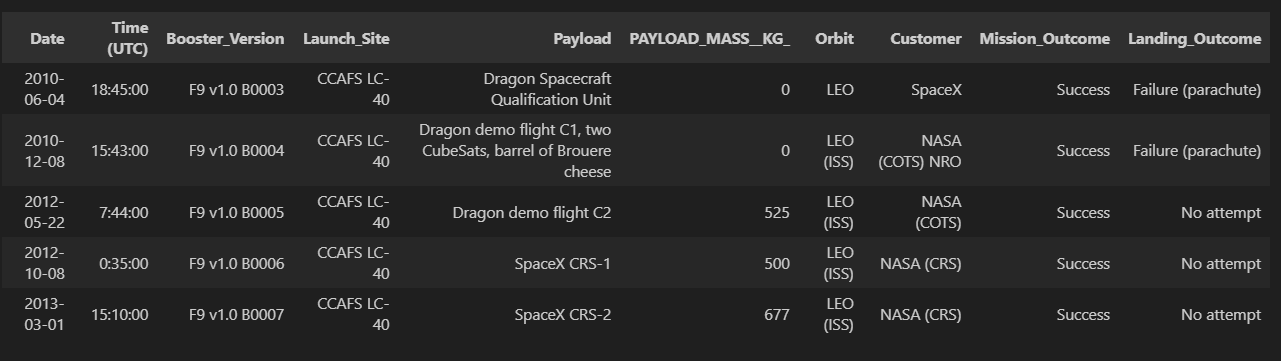 Date Time (UTC) Booster_Version Launch_Site Payload PAYLOAD_MASS__KG_ Orbit Customer Mission_Outcome Landing_Outcome
2010-06-04 18:45:00 F9 v1.0 B0003 CCAFS LC-40 Dragon Spacecraft Qualification Unit 0 LEO SpaceX Success Failure (parachute)
2010-12-08 15:43:00 F9 v1.0 B0004 CCAFS LC-40 Dragon demo flight C1, two CubeSats, barrel of Brouere cheese 0 LEO (ISS) NASA (COTS) NRO Success Failure (parachute)
2012-05-22 7:44:00 F9 v1.0 B0005 CCAFS LC-40 Dragon demo flight C2 525 LEO (ISS) NASA (COTS) Success No attempt
2012-10-08 0:35:00 F9 v1.0 B0006 CCAFS LC-40 SpaceX CRS-1 500 LEO (ISS) NASA (CRS) Success No attempt
2013-03-01 15:10:00 F9 v1.0 B0007 CCAFS LC-40 SpaceX CRS-2 677 LEO (ISS) NASA (CRS) Success No attempt